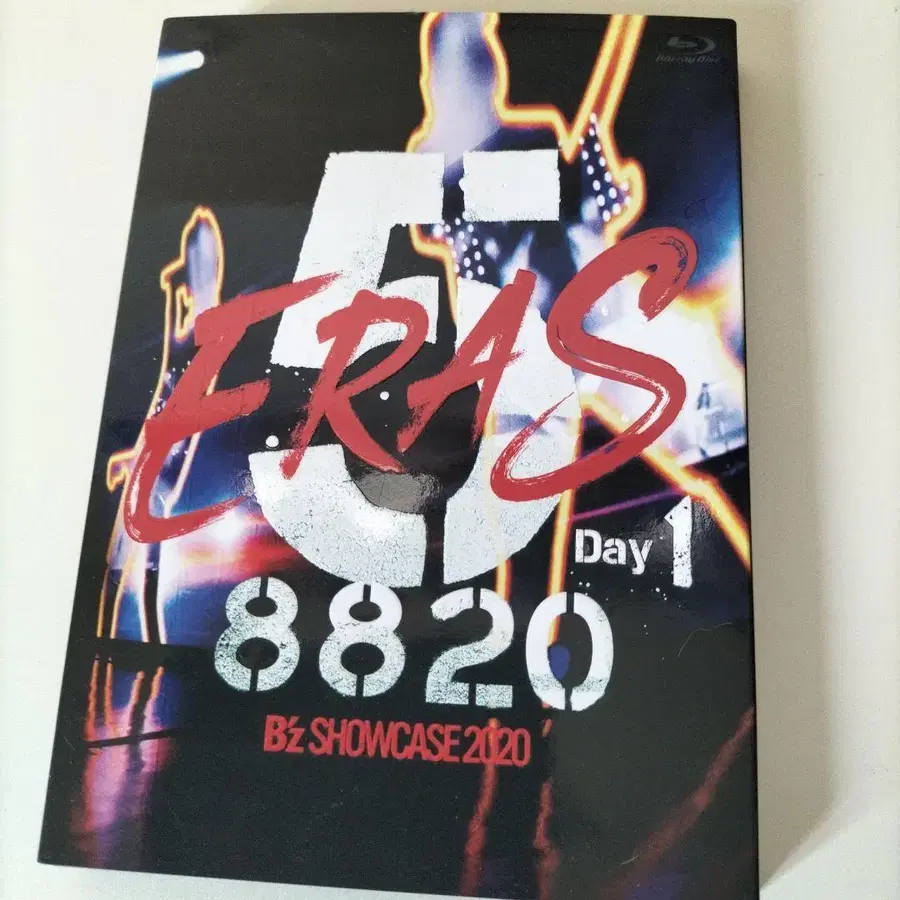 Blu-ray Disc
5
ERAS
Day 1
8820
B'z SHOWCASE 2020